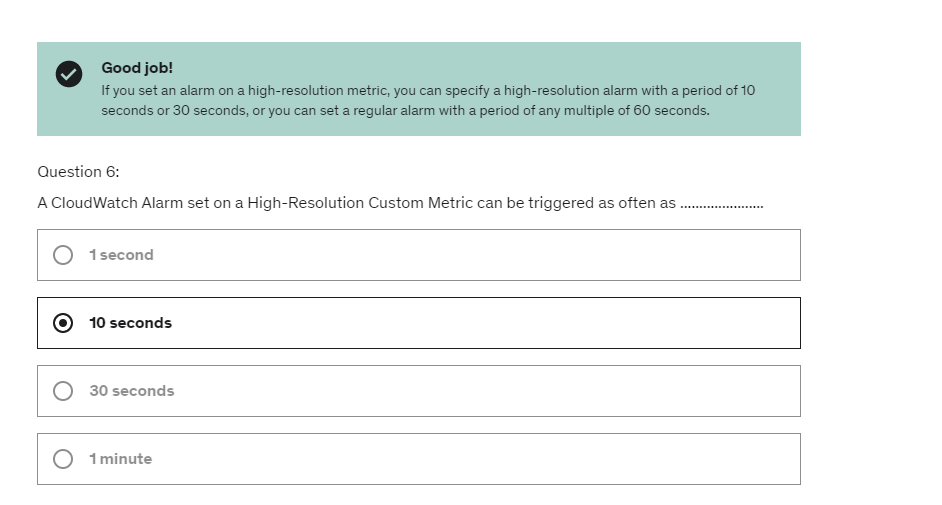 Good job!
If you set an alarm on a high-resolution metric, you can specify a high-resolution alarm with a period of 10
seconds or 30 seconds, or you can set a regular alarm with a period of any multiple of 60 seconds.
Question 6:
A CloudWatch Alarm set on a High-Resolution Custom Metric can be triggered as often as ......................
1 second
10 seconds
30 seconds
1 minute